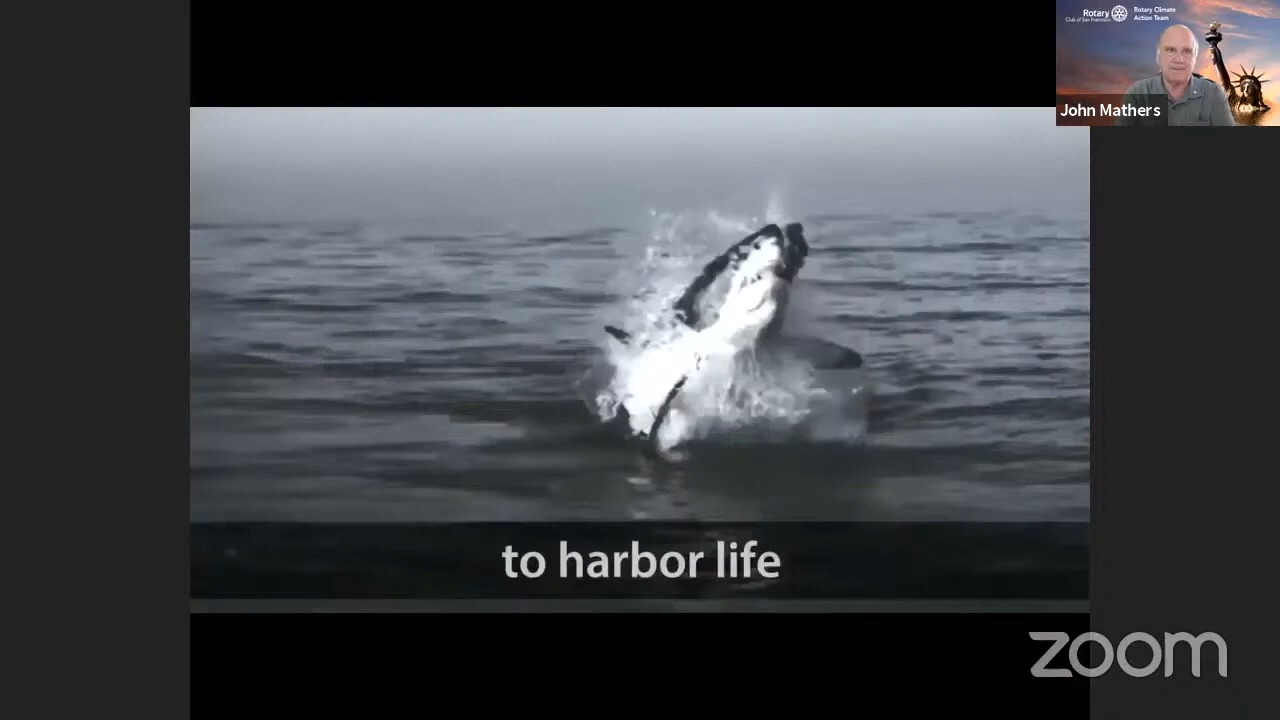 Rotary
Club of San Francisco
Rotary Climate
Action Team
John Mathers
to harbor life
zoom